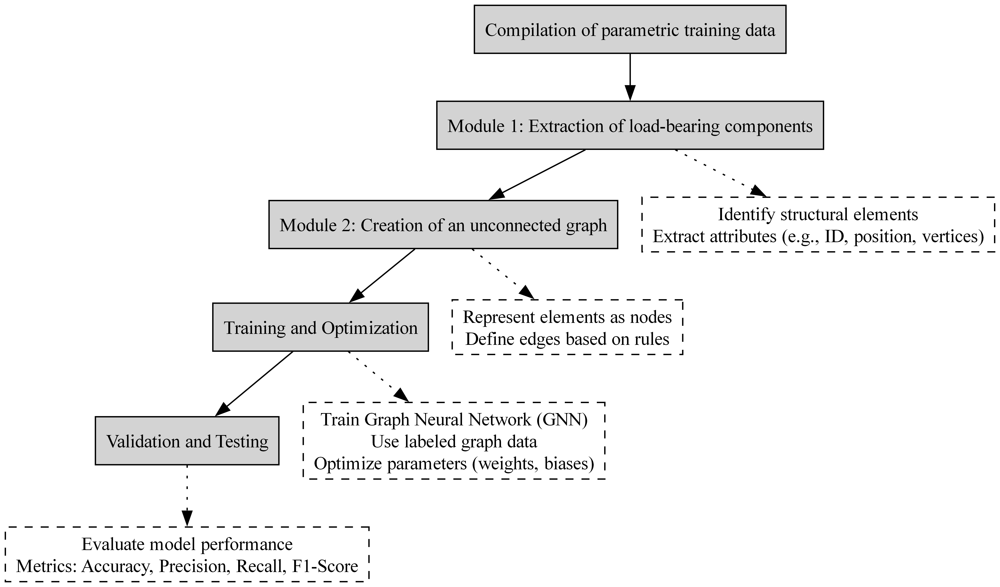 Compilation of parametric training data
Module 1: Extraction of load-bearing components
Module 2: Creation of an unconnected graph
Identify structural elements
Extract attributes (e.g., ID, position, vertices)
Training and Optimization
Represent elements as nodes
Define edges based on rules
Validation and Testing
Train Graph Neural Network (GNN)
Use labeled graph data
Optimize parameters (weights, biases)
Evaluate model performance
Metrics: Accuracy, Precision, Recall, F1-Score